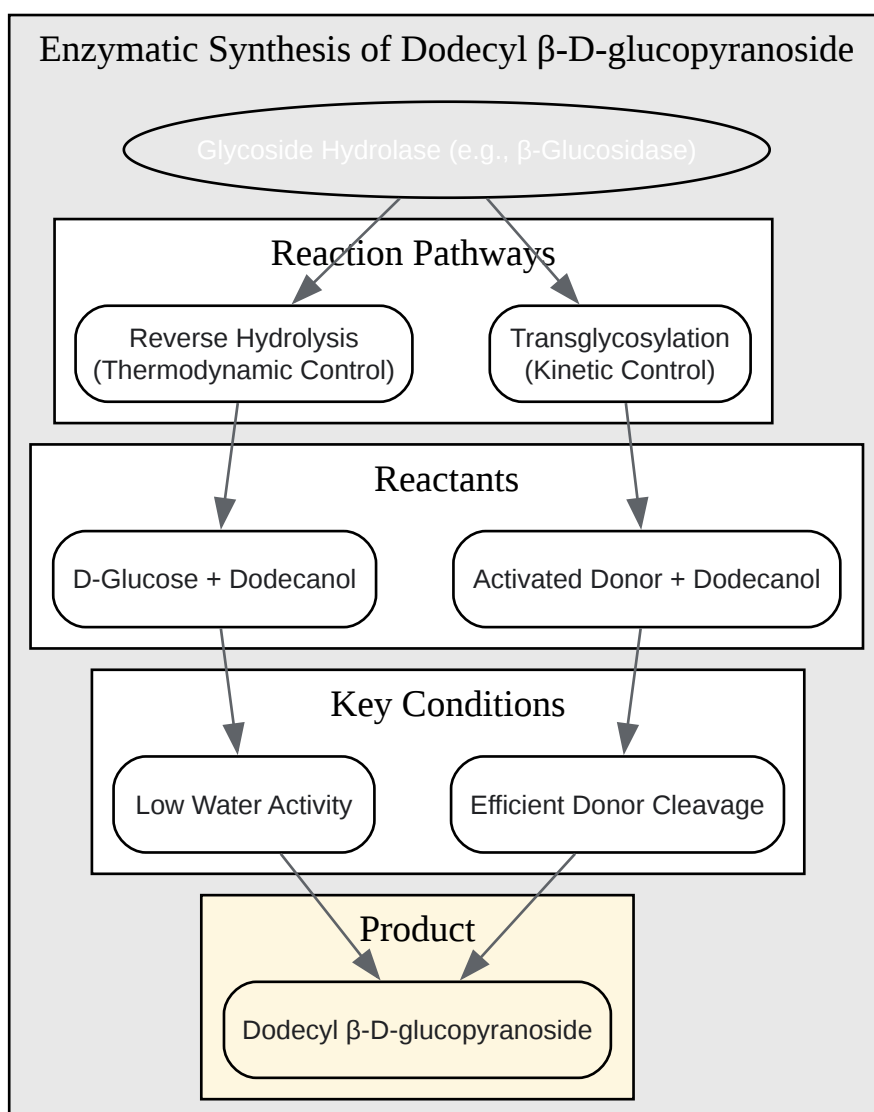 Enzymatic Synthesis of Dodecyl β-D-glucopyranoside
Glycoside Hydrolase (e.g., β-Glucosidase)
Reaction Pathways
Reverse Hydrolysis
(Thermodynamic Control)
Transglycosylation
(Kinetic Control)
Reactants
D-Glucose + Dodecanol
Activated Donor + Dodecanol
Key Conditions
Low Water Activity
Efficient Donor Cleavage
Product
Dodecyl β-D-glucopyranoside